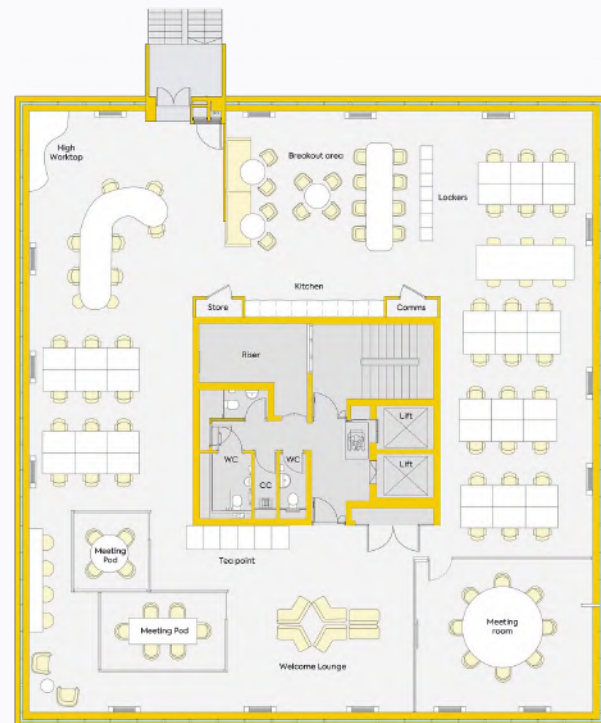 High
Worktop
Breakout area
Lockers
Kitchen
Store
Comms
Riser
Lift
WC
WC
CC
Lift
Tea point
Meeting
Pod
Meeting Pod
Meeting
room
Welcome Lounge